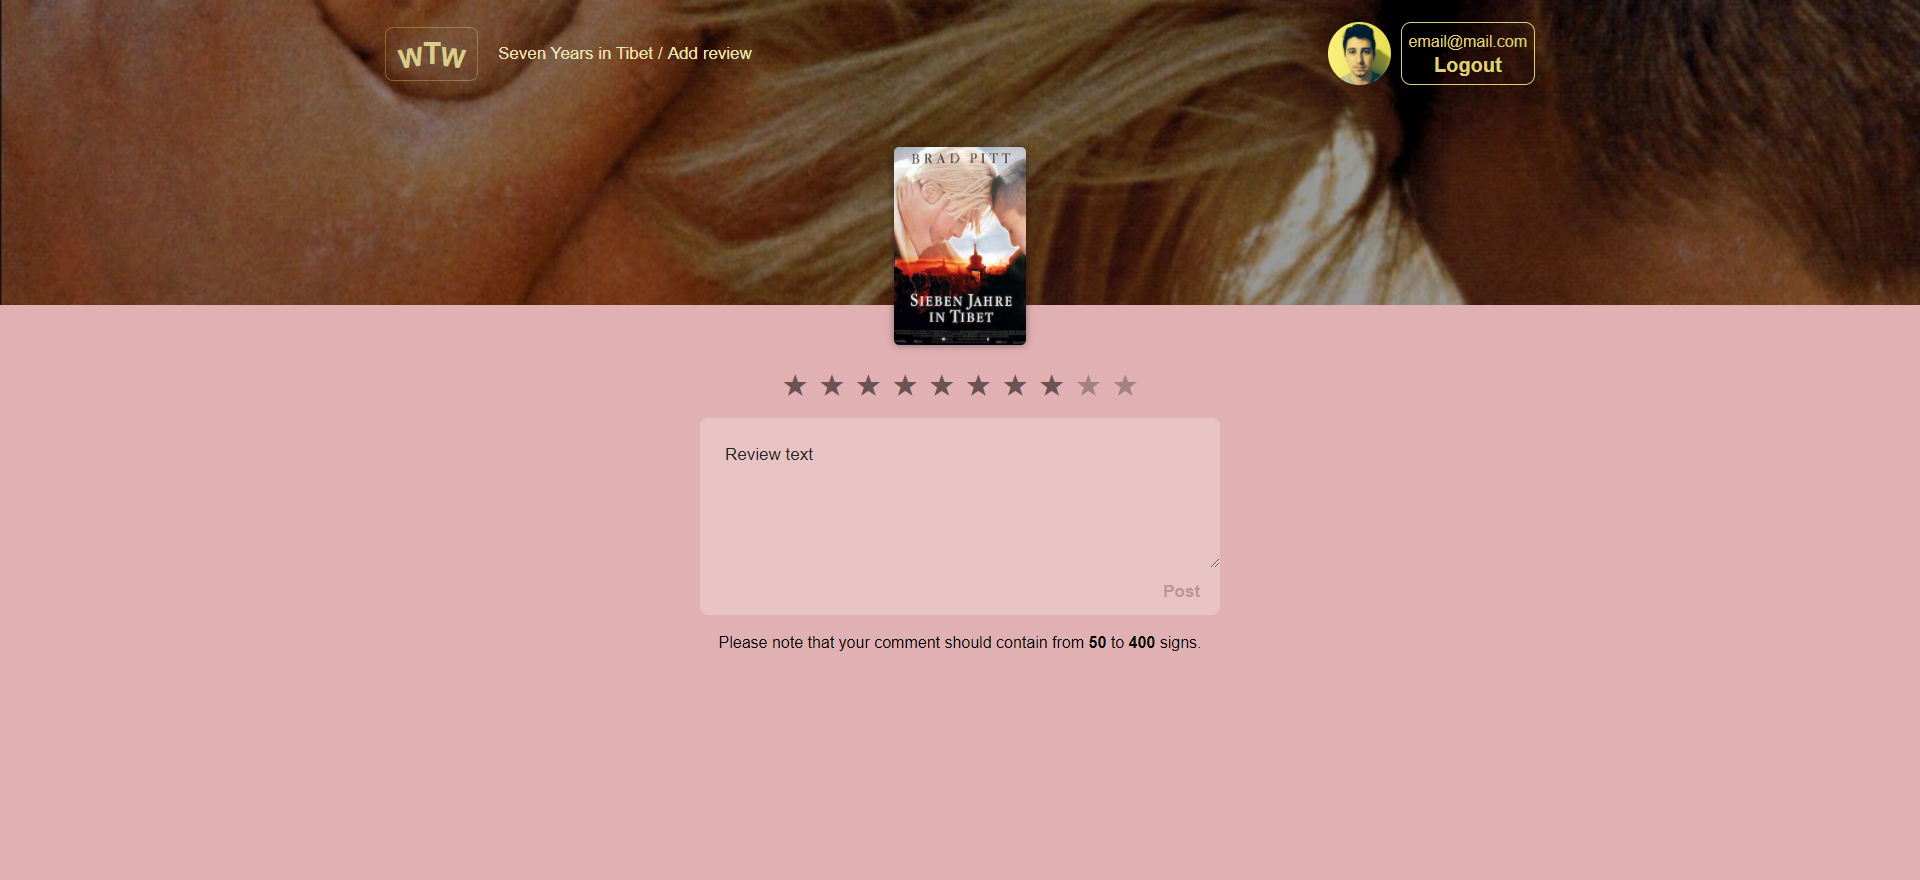 WTW
Seven Years in Tibet / Add review
email@mail.com
Logout
BRAD PITT
SIEBEN JAHRE
IN TIBET
★ ★ ★ ★ ★ ★ ★ ★ ★ ★
Review text
Post
Please note that your comment should contain from 50 to 400 signs.